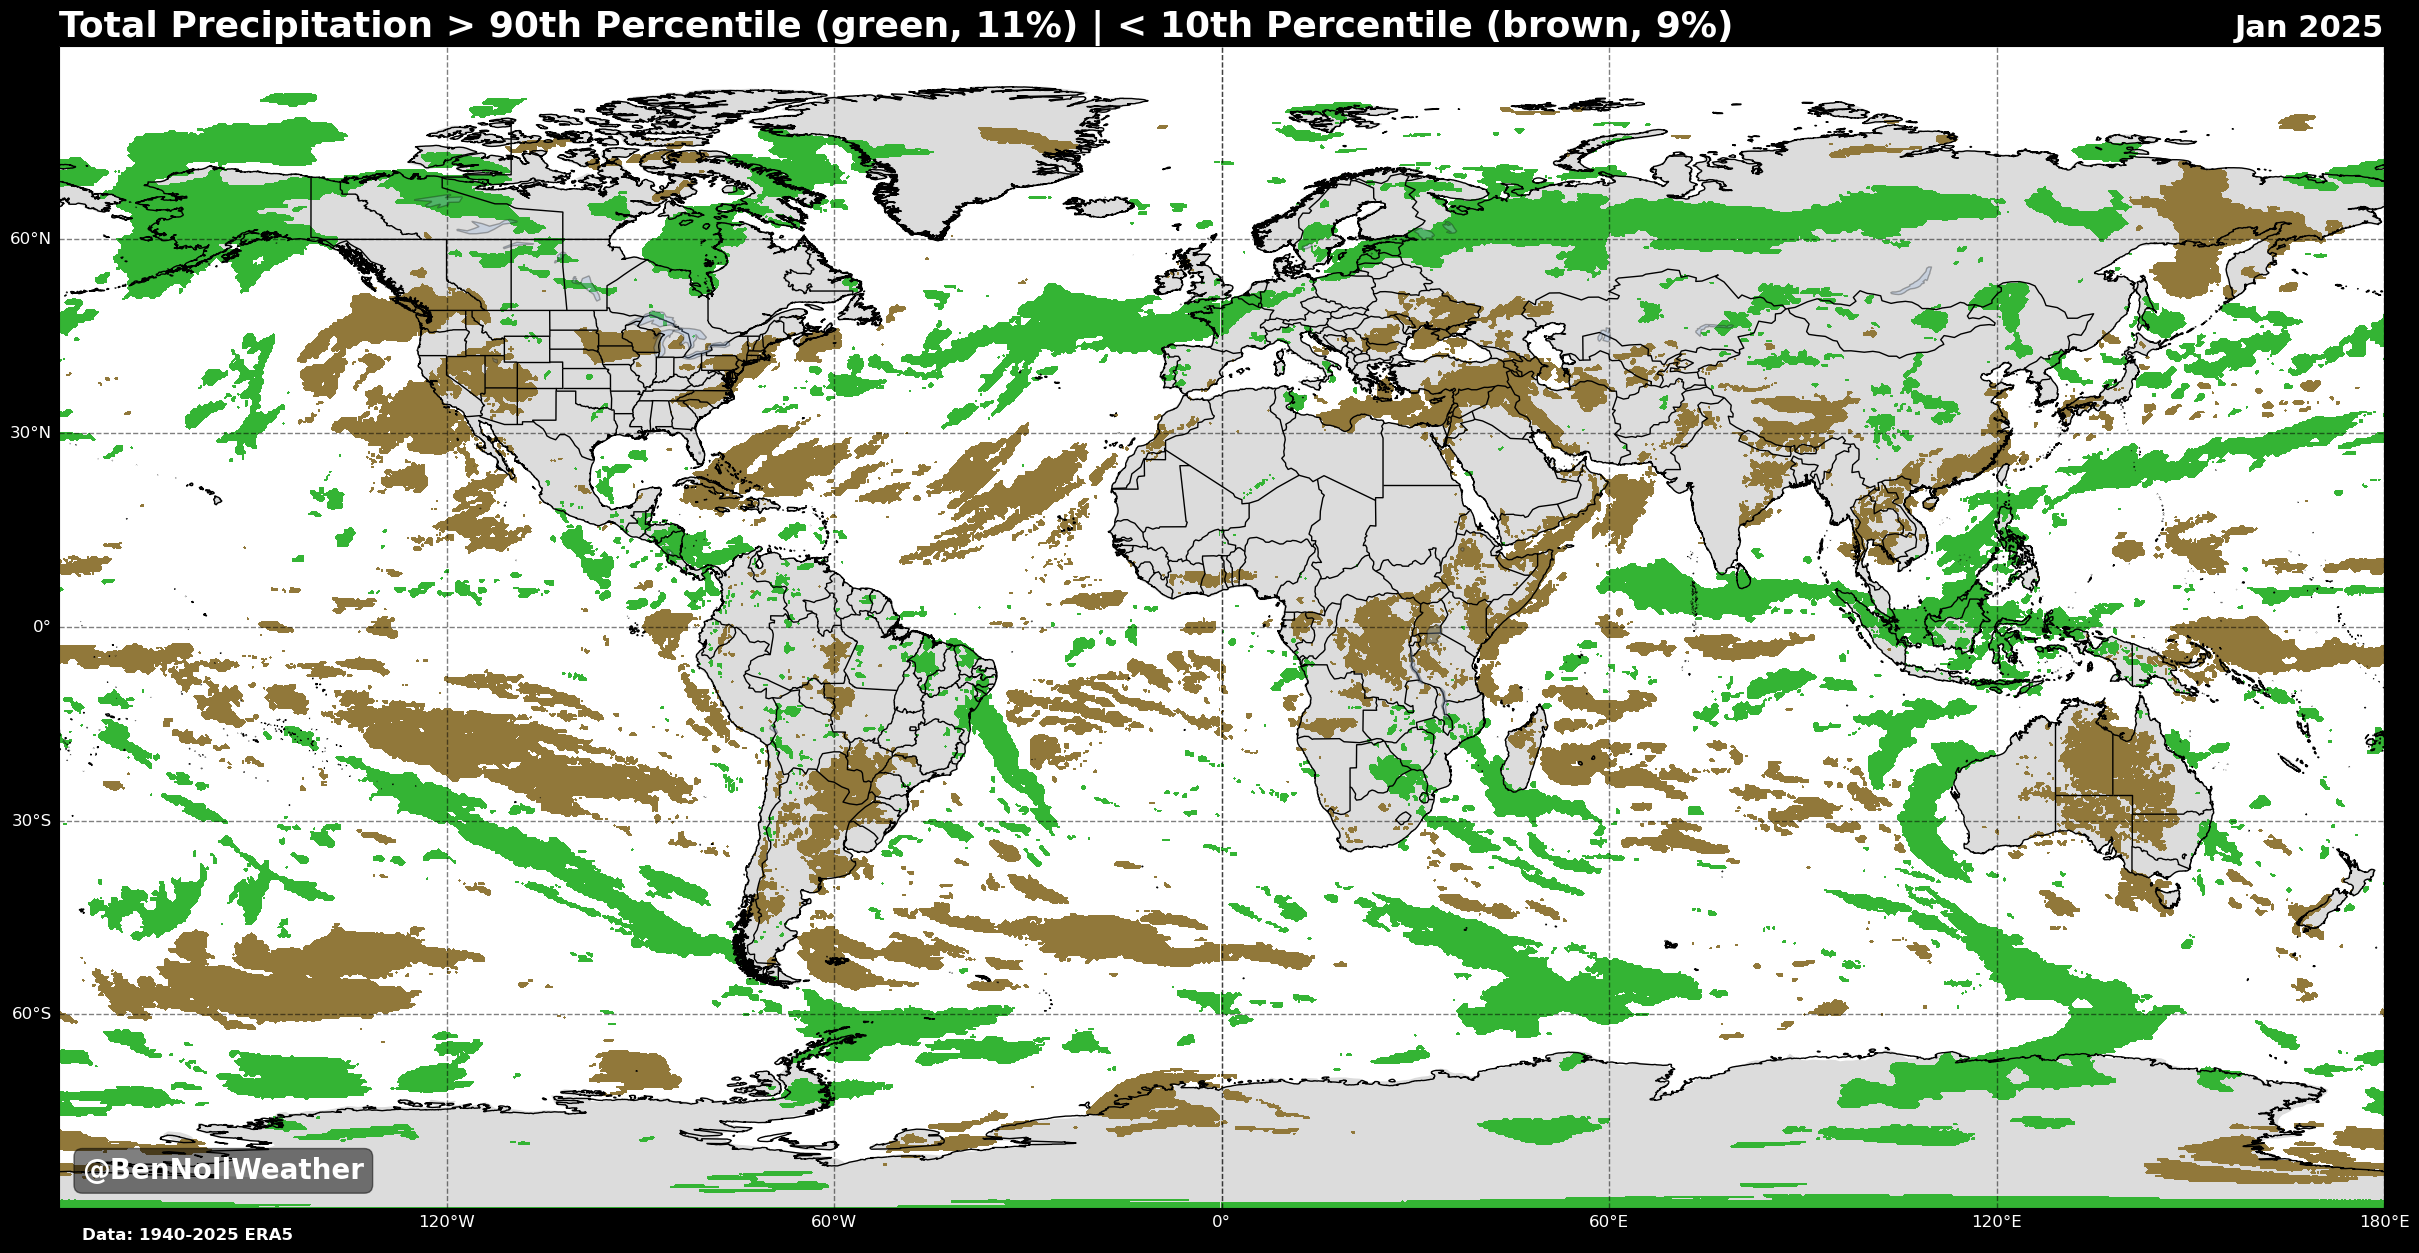 Total Precipitation > 90th Percentile (green, 11%) | < 10th Percentile (brown, 9%)
Jan 2025
60°N
30°N
0°
30°S
60°S
@BenNollWeather
120°W
60°W
0°
60°E
120°E
180°E
Data: 1940-2025 ERA5